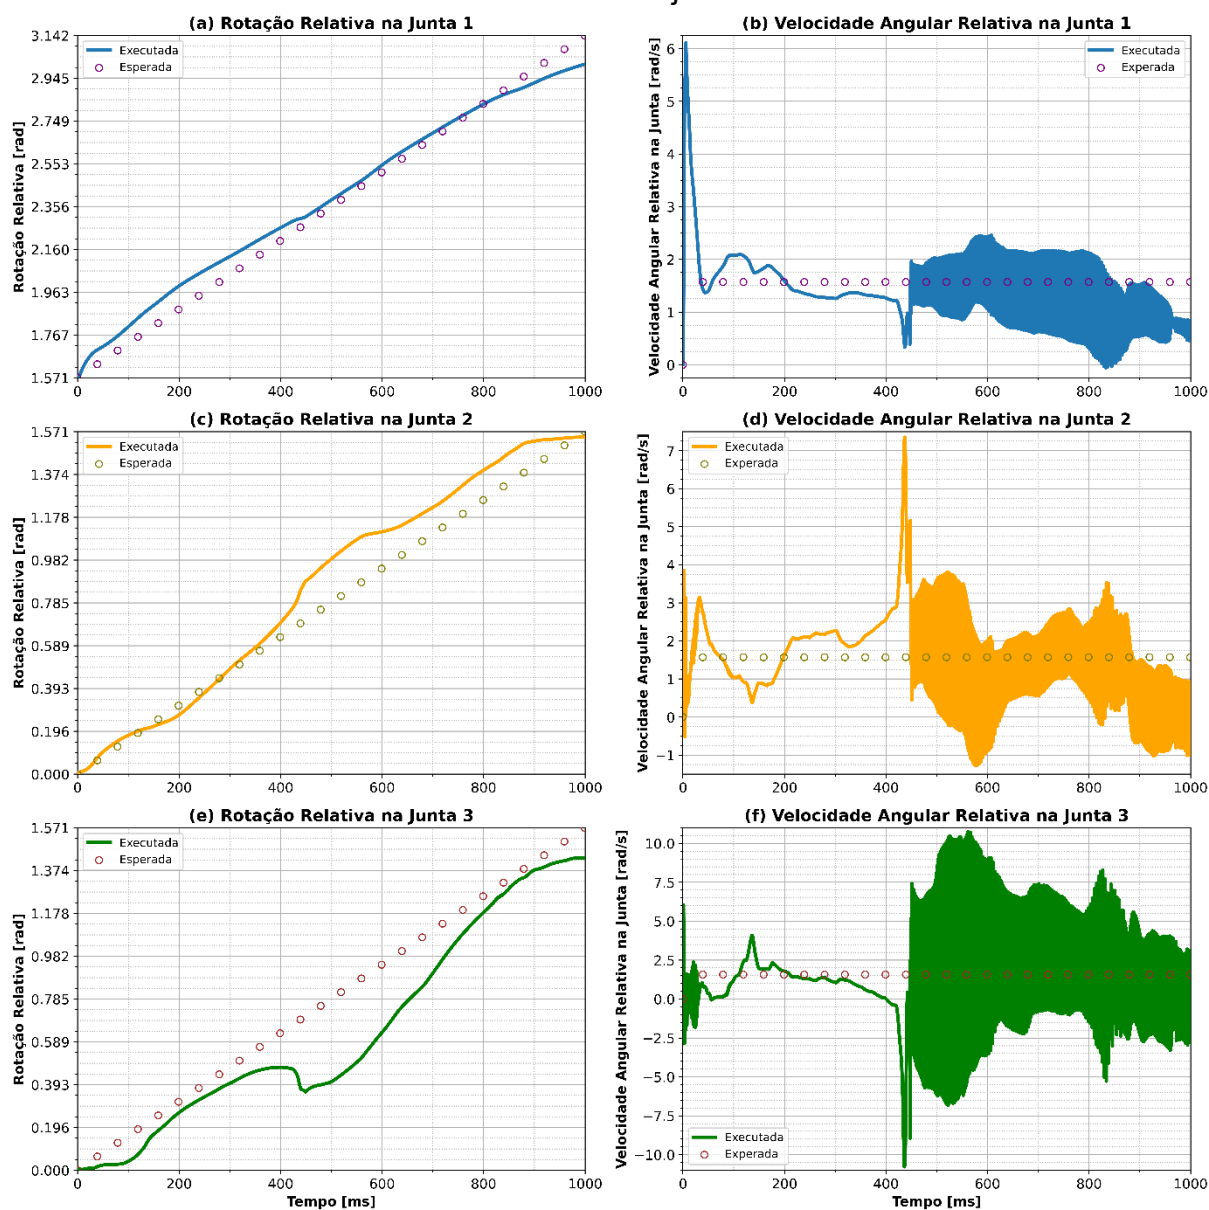 (a) Rotação Relativa na Junta 1
Rotação Relativa [rad]
3.142
2.945
2.749
2.553
2.356
2.160
1.963
1.767
1.571
Executada
Esperada
0 200 400 600 800 1000
(b) Velocidade Angular Relativa na Junta 1
Velocidade Angular Relativa na Junta [rad/s]
6
5
4
3
2
1
0
Executada
Experada
0 200 400 600 800 1000
(c) Rotação Relativa na Junta 2
Rotação Relativa [rad]
1.571
1.374
1.178
0.982
0.785
0.589
0.393
0.196
0.000
Executada
Esperada
0 200 400 600 800 1000
(d) Velocidade Angular Relativa na Junta 2
Velocidade Angular Relativa na Junta [rad/s]
7
6
5
4
3
2
1
0
−1
Executada
Experada
0 200 400 600 800 1000
(e) Rotação Relativa na Junta 3
Rotação Relativa [rad]
1.571
1.374
1.178
0.982
0.785
0.589
0.393
0.196
0.000
Executada
Esperada
0 200 400 600 800 1000
Tempo [ms]
(f) Velocidade Angular Relativa na Junta 3
Velocidade Angular Relativa na Junta [rad/s]
10.0
7.5
5.0
2.5
0.0
−2.5
−5.0
−7.5
−10.0
Executada
Experada
0 200 400 600 800 1000
Tempo [ms]